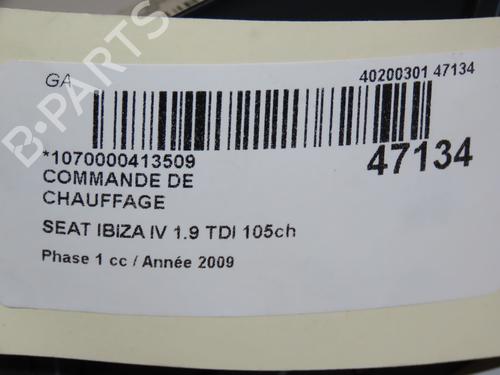 GA
40200301 47134
*1070000413509
47134
COMMANDE DE
CHAUFFAGE
SEAT IBIZA IV 1.9 TDI 105ch
Phase 1 cc / Année 2009
B-PARTS